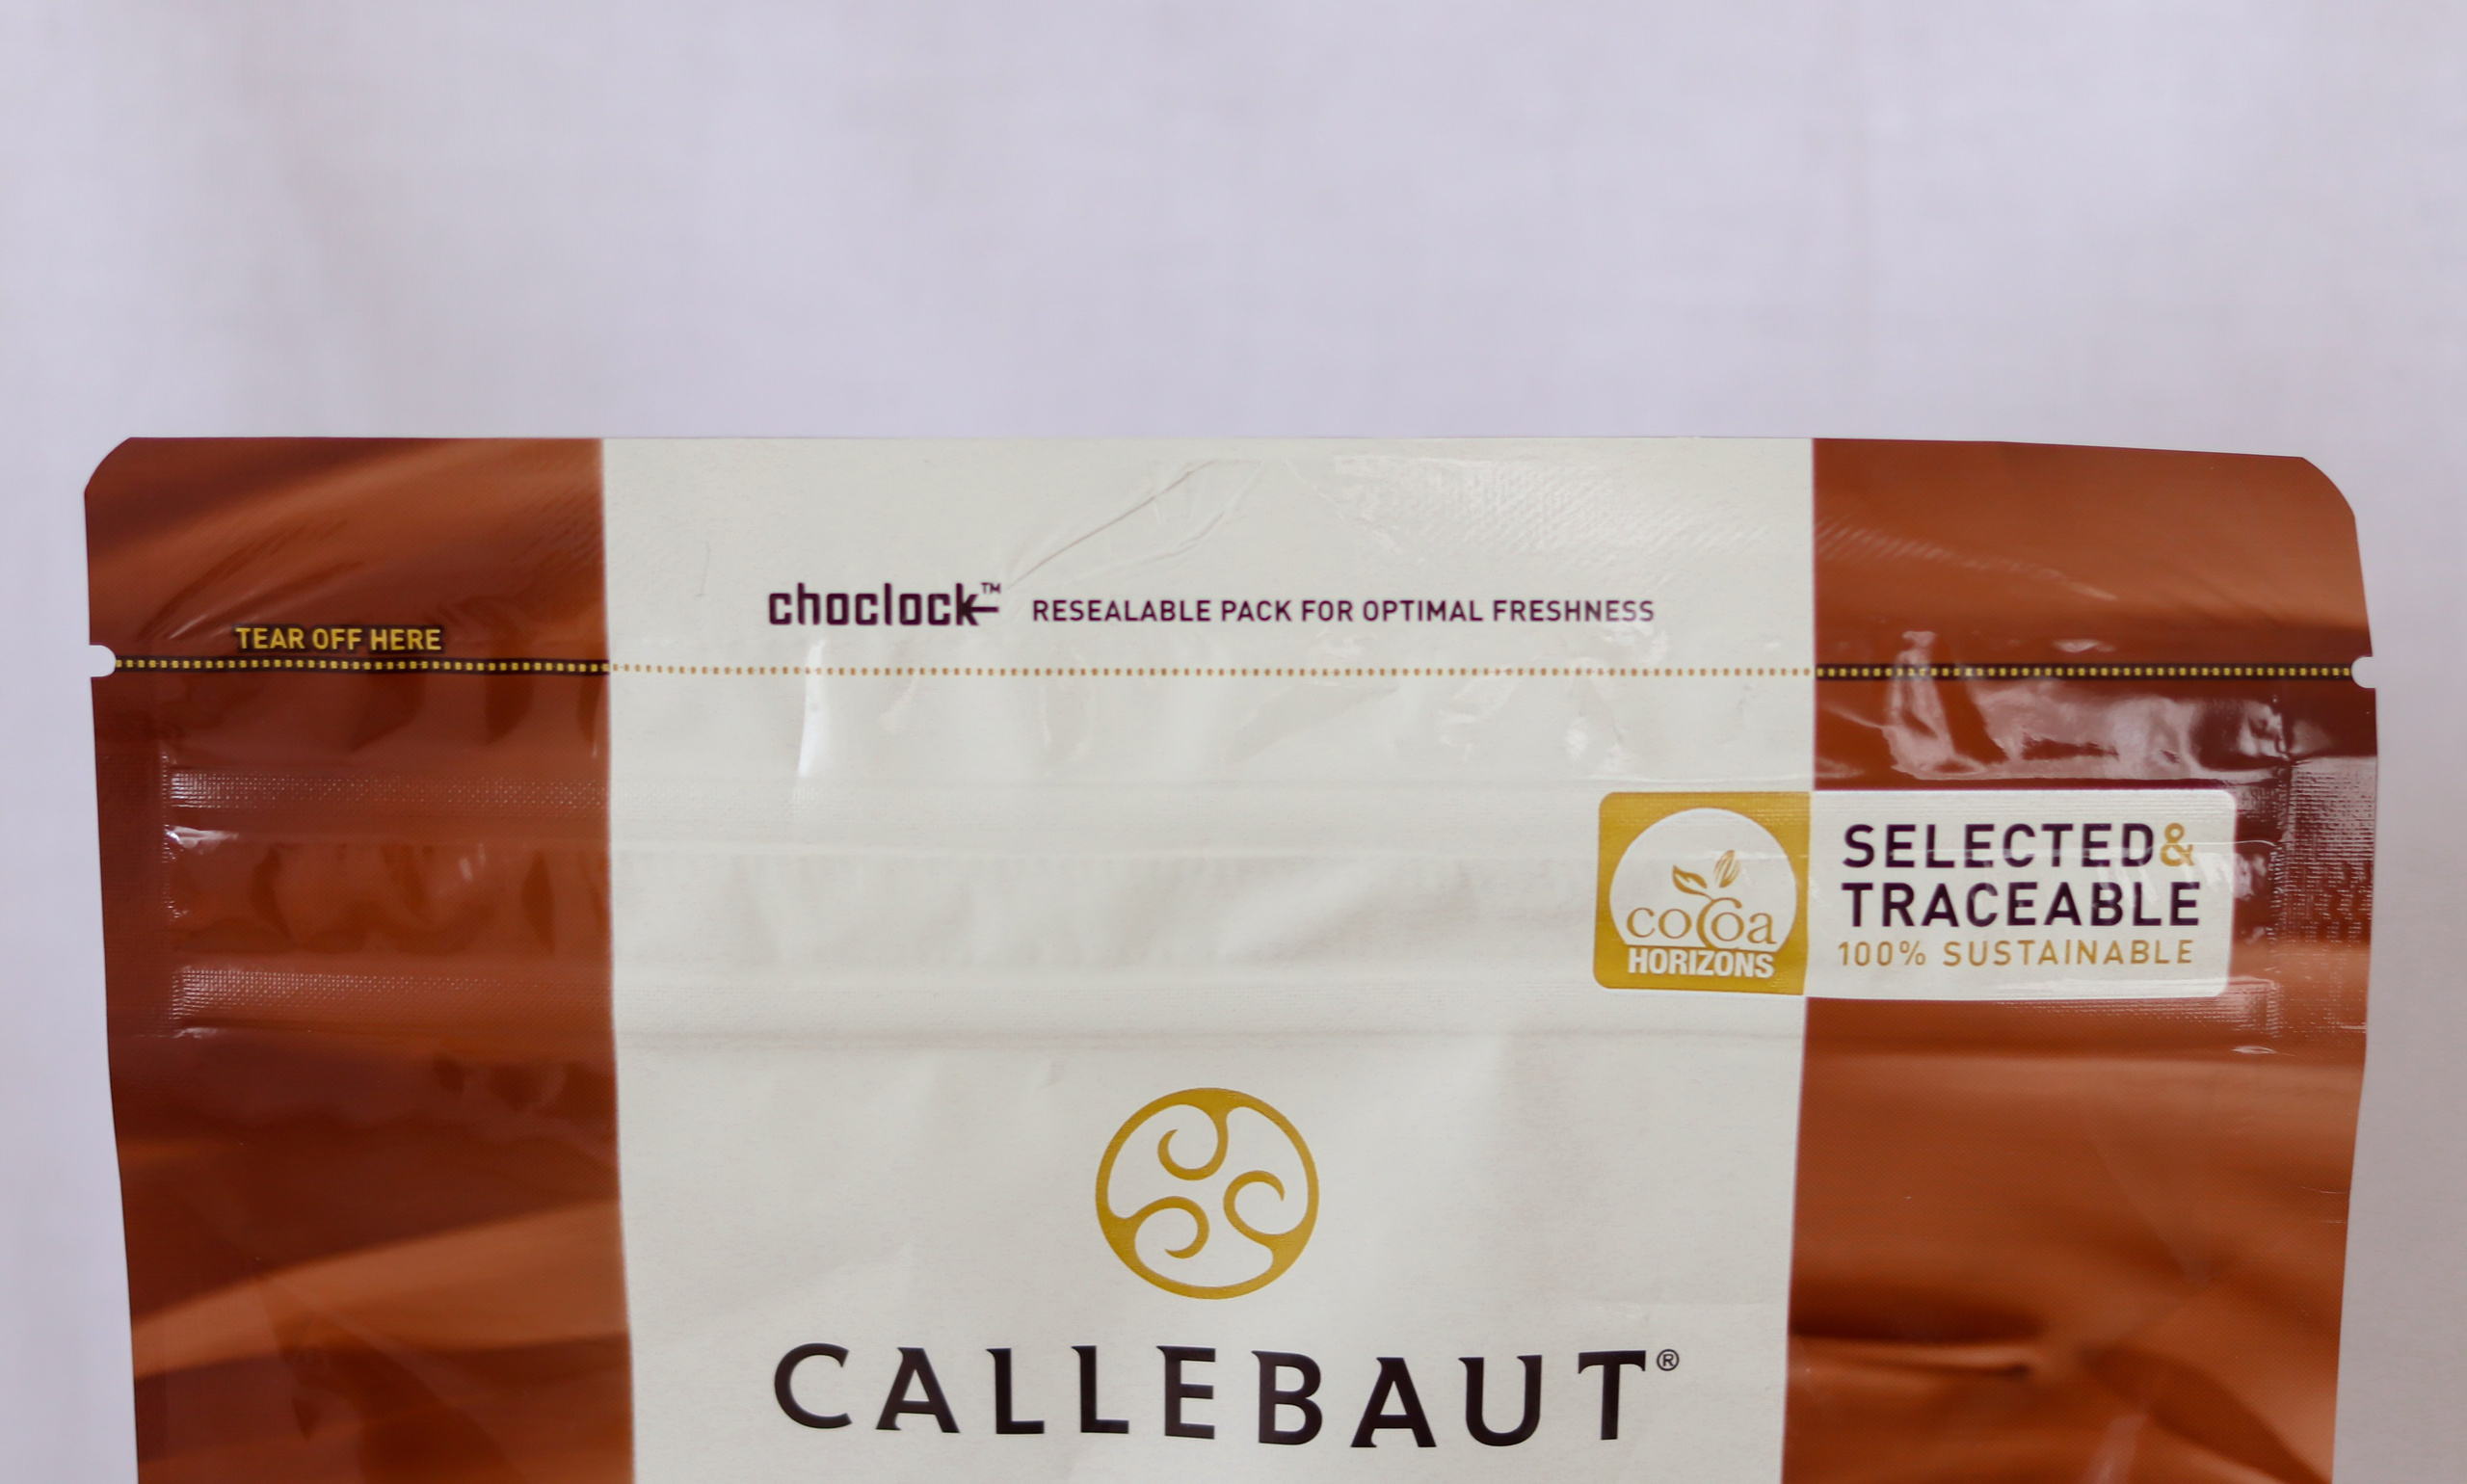 choclock™ RESEALABLE PACK FOR OPTIMAL FRESHNESS
TEAR OFF HERE
cocoa
HORIZONS
SELECTED&
TRACEABLE
100% SUSTAINABLE
CALLEBAUT®